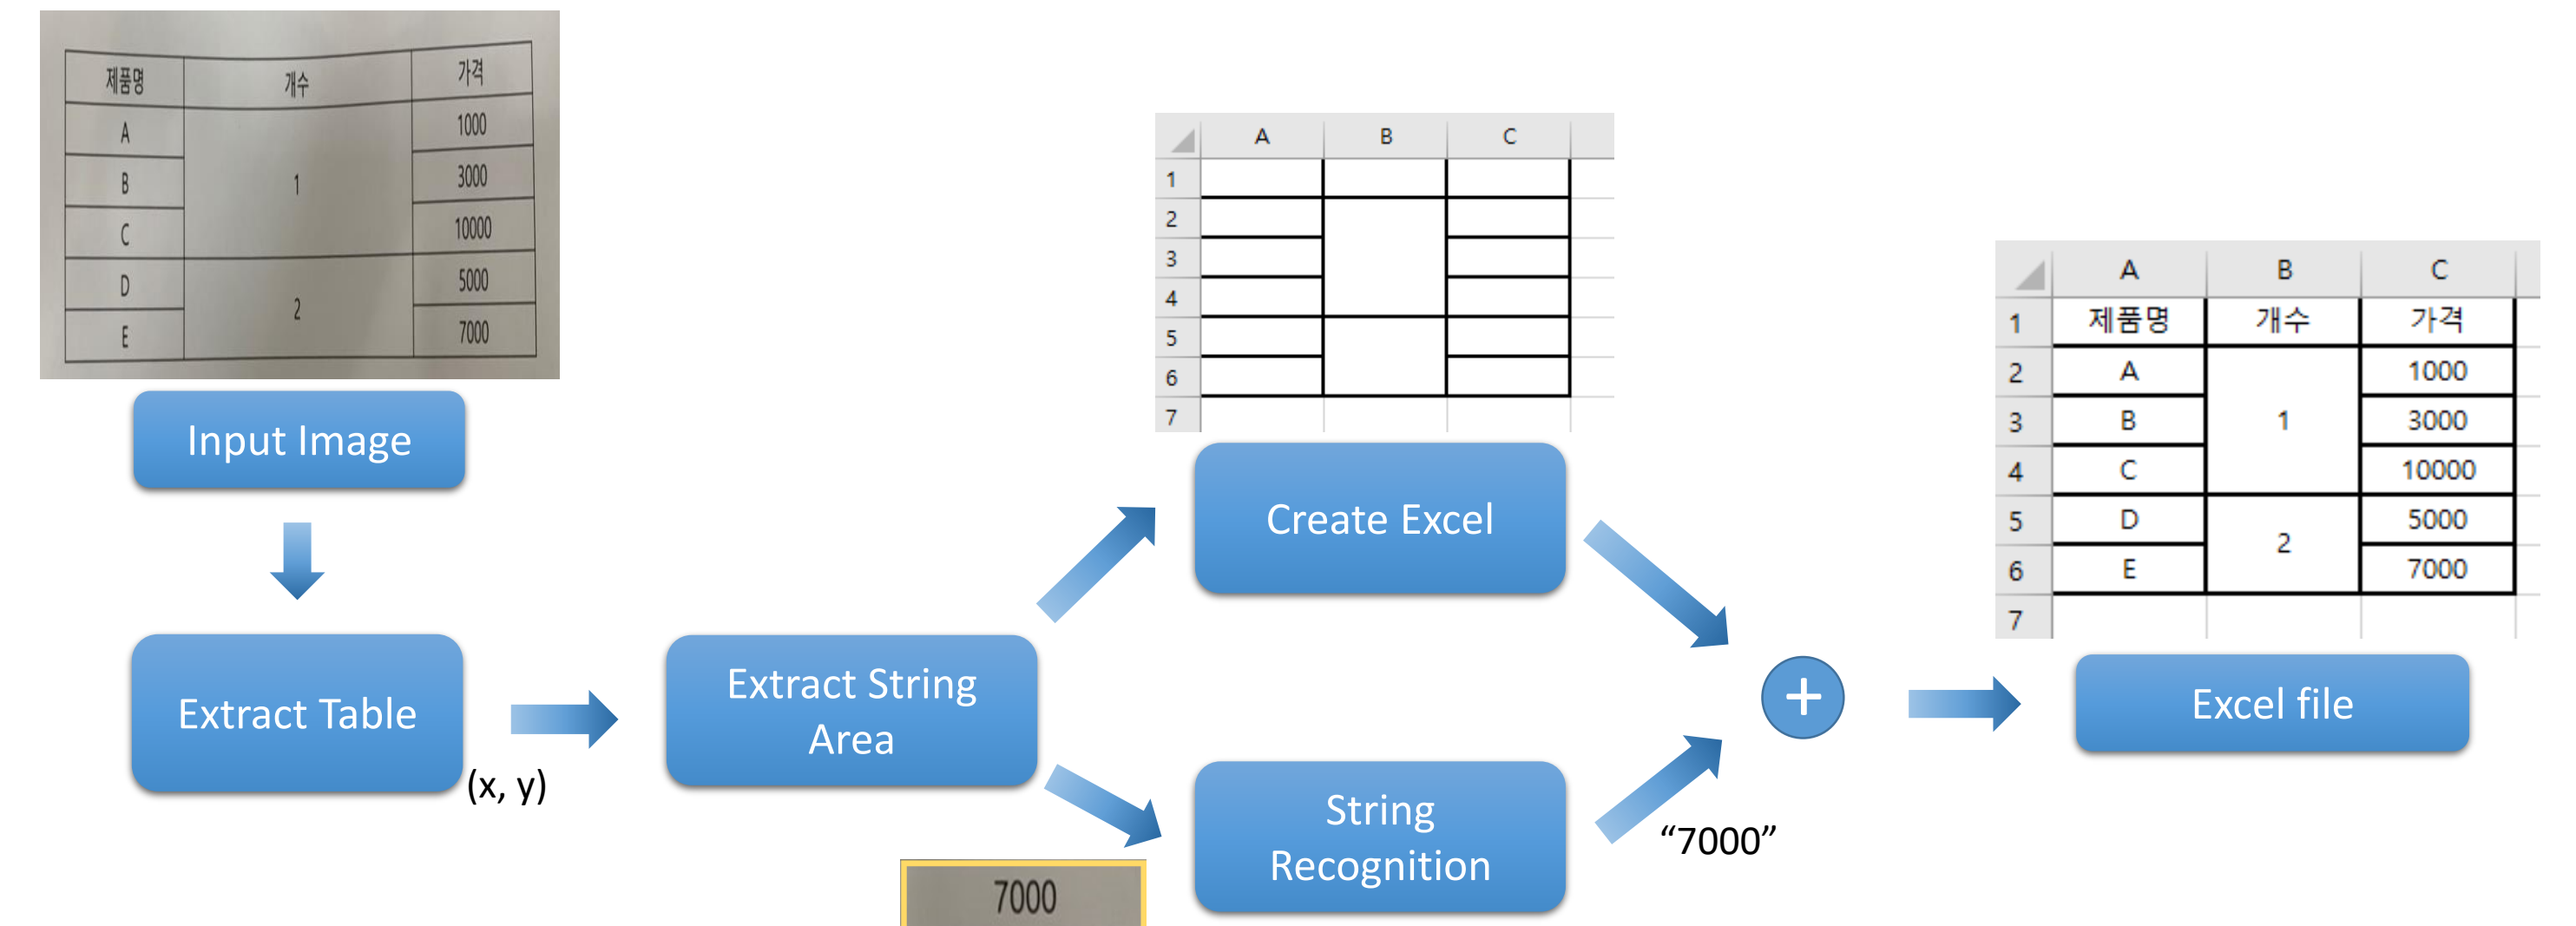 제품명 개수 가격
A 1000
B 1 3000
C 10000
D 5000
2
E 7000
Input Image
Extract Table
(x, y)
Extract String
Area
A B C
1
2
3
4
5
6
7
Create Excel
7000
String
Recognition
“7000”
+
A B C
1 제품명 개수 가격
2 A 1000
3 B 1 3000
4 C 10000
5 D 5000
2
6 E 7000
7
Excel file